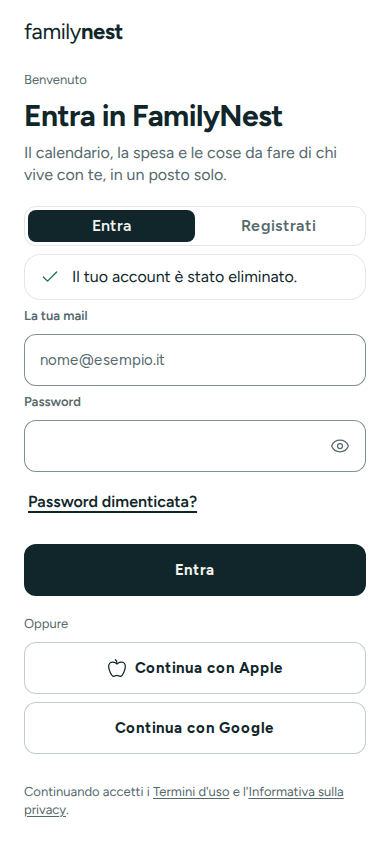 familynest
Benvenuto
Entra in FamilyNest
Il calendario, la spesa e le cose da fare di chi
vive con te, in un posto solo.
Entra
Registrati
Il tuo account è stato eliminato.
La tua mail
nome@esempio.it
Password
Password dimenticata?
Entra
Oppure
Continua con Apple
Continua con Google
Continuando accetti i Termini d'uso e l'Informativa sulla
privacy.